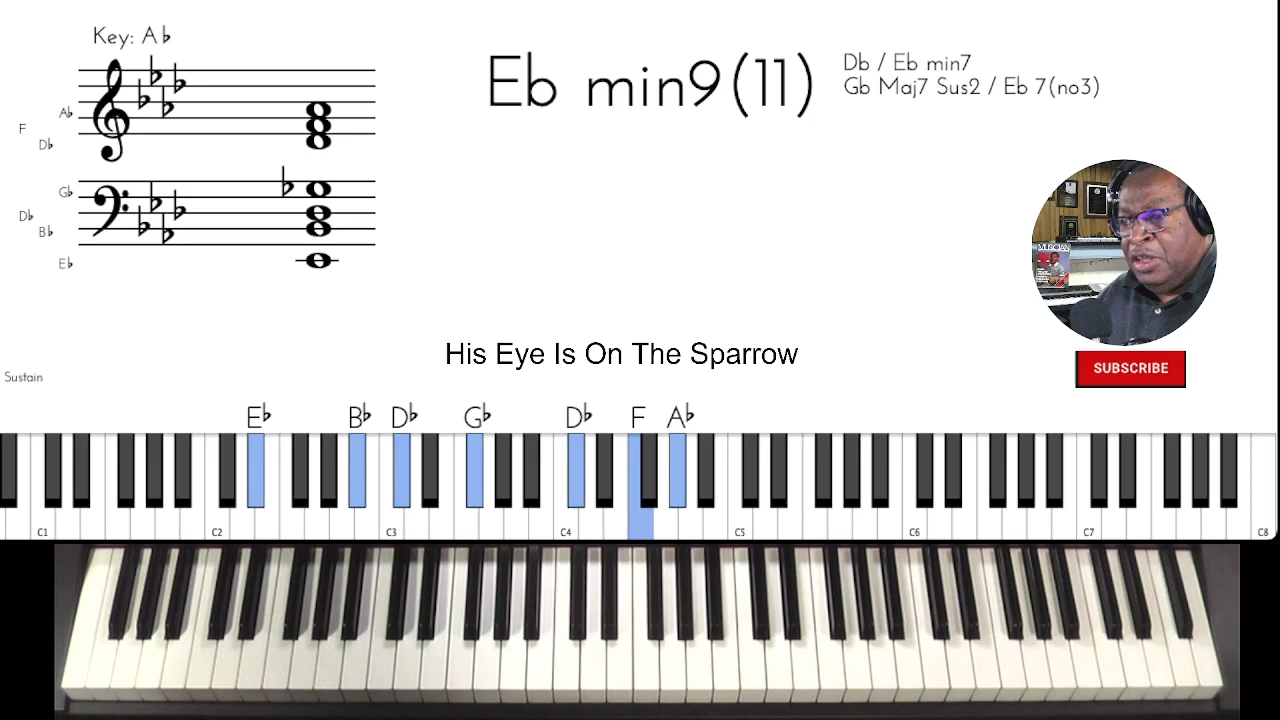 Key: A♭
Eb min9(11)
Db / Eb min7
Gb Maj7 Sus2 / Eb 7(no3)
A♭
F
D♭
G♭
D♭
B♭
E♭
His Eye Is On The Sparrow
SUBSCRIBE
Sustain
E♭ B♭ D♭ G♭ D♭ F A♭
C1 C2 C3 C4 C5 C6 C7 C8